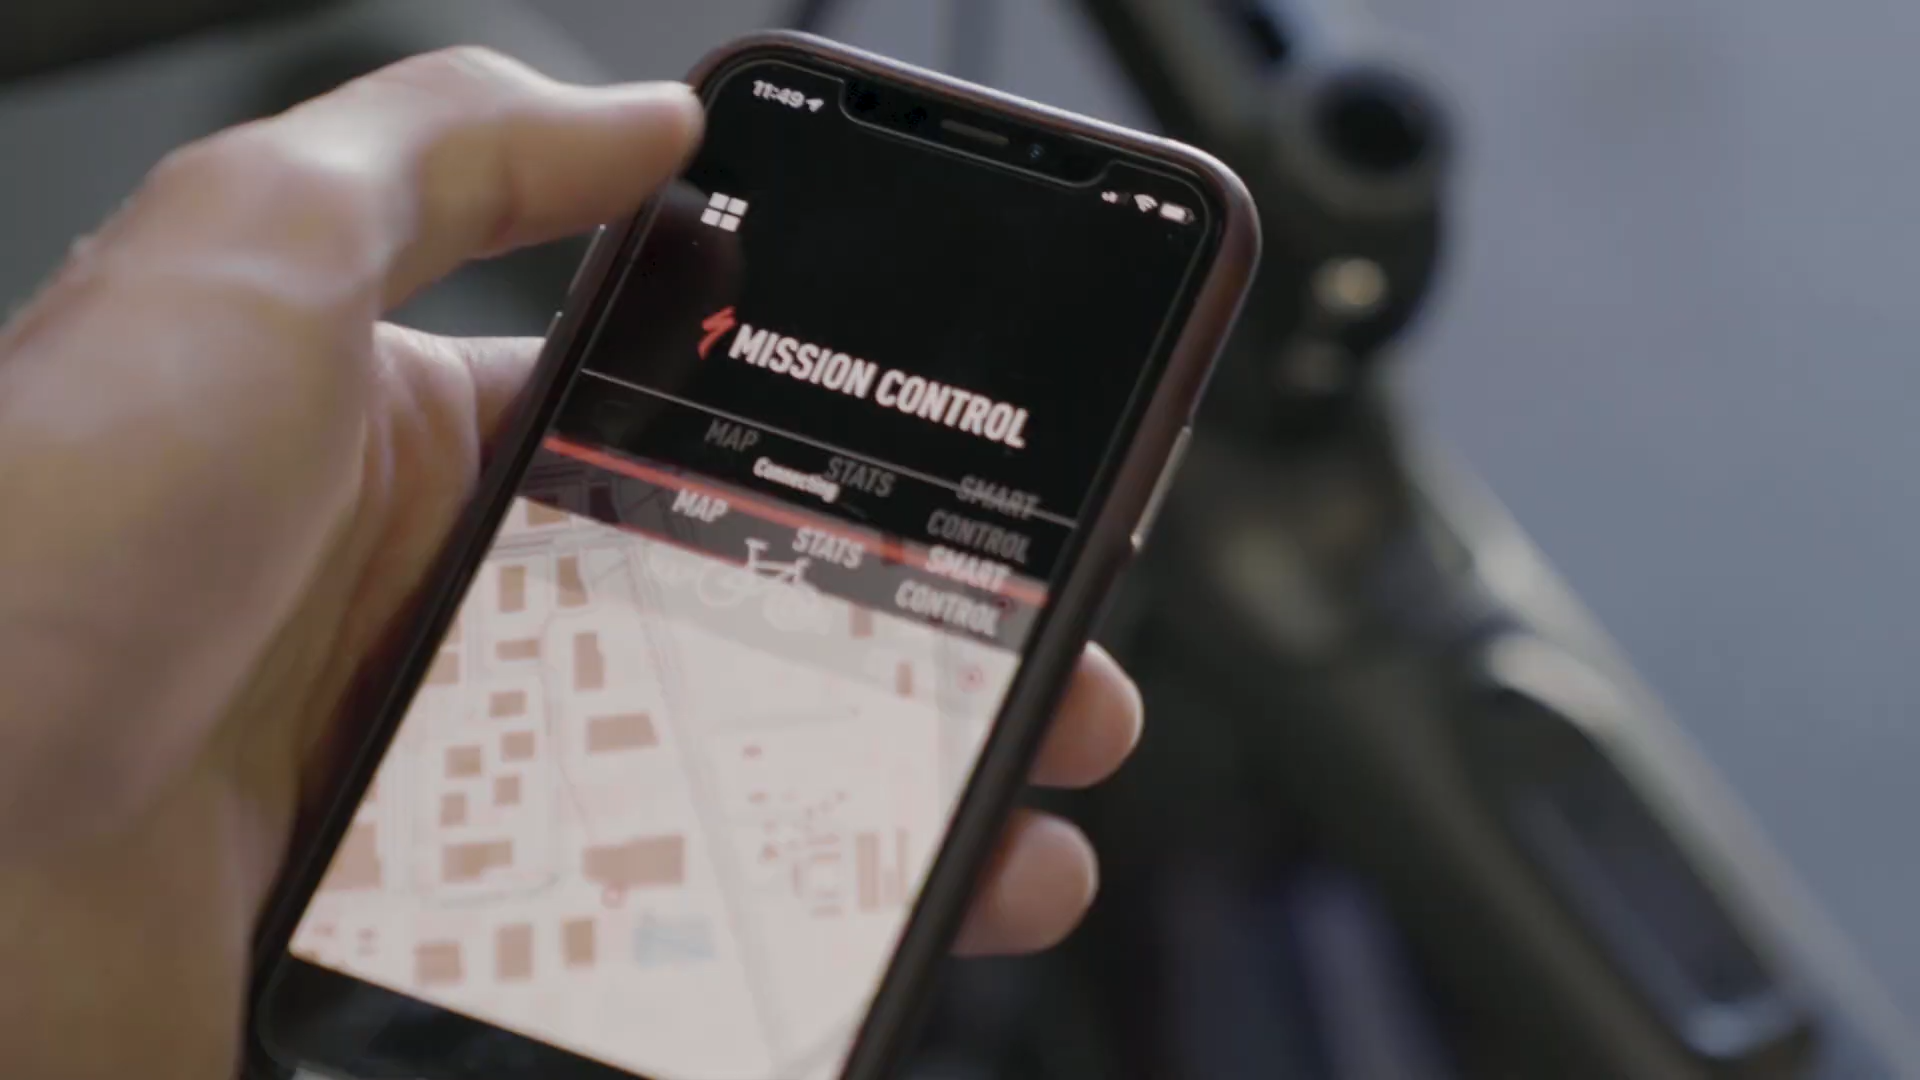 11:49
MISSION CONTROL
MAP STATS SMART CONTROL
Connecting
MAP STATS SMART CONTROL